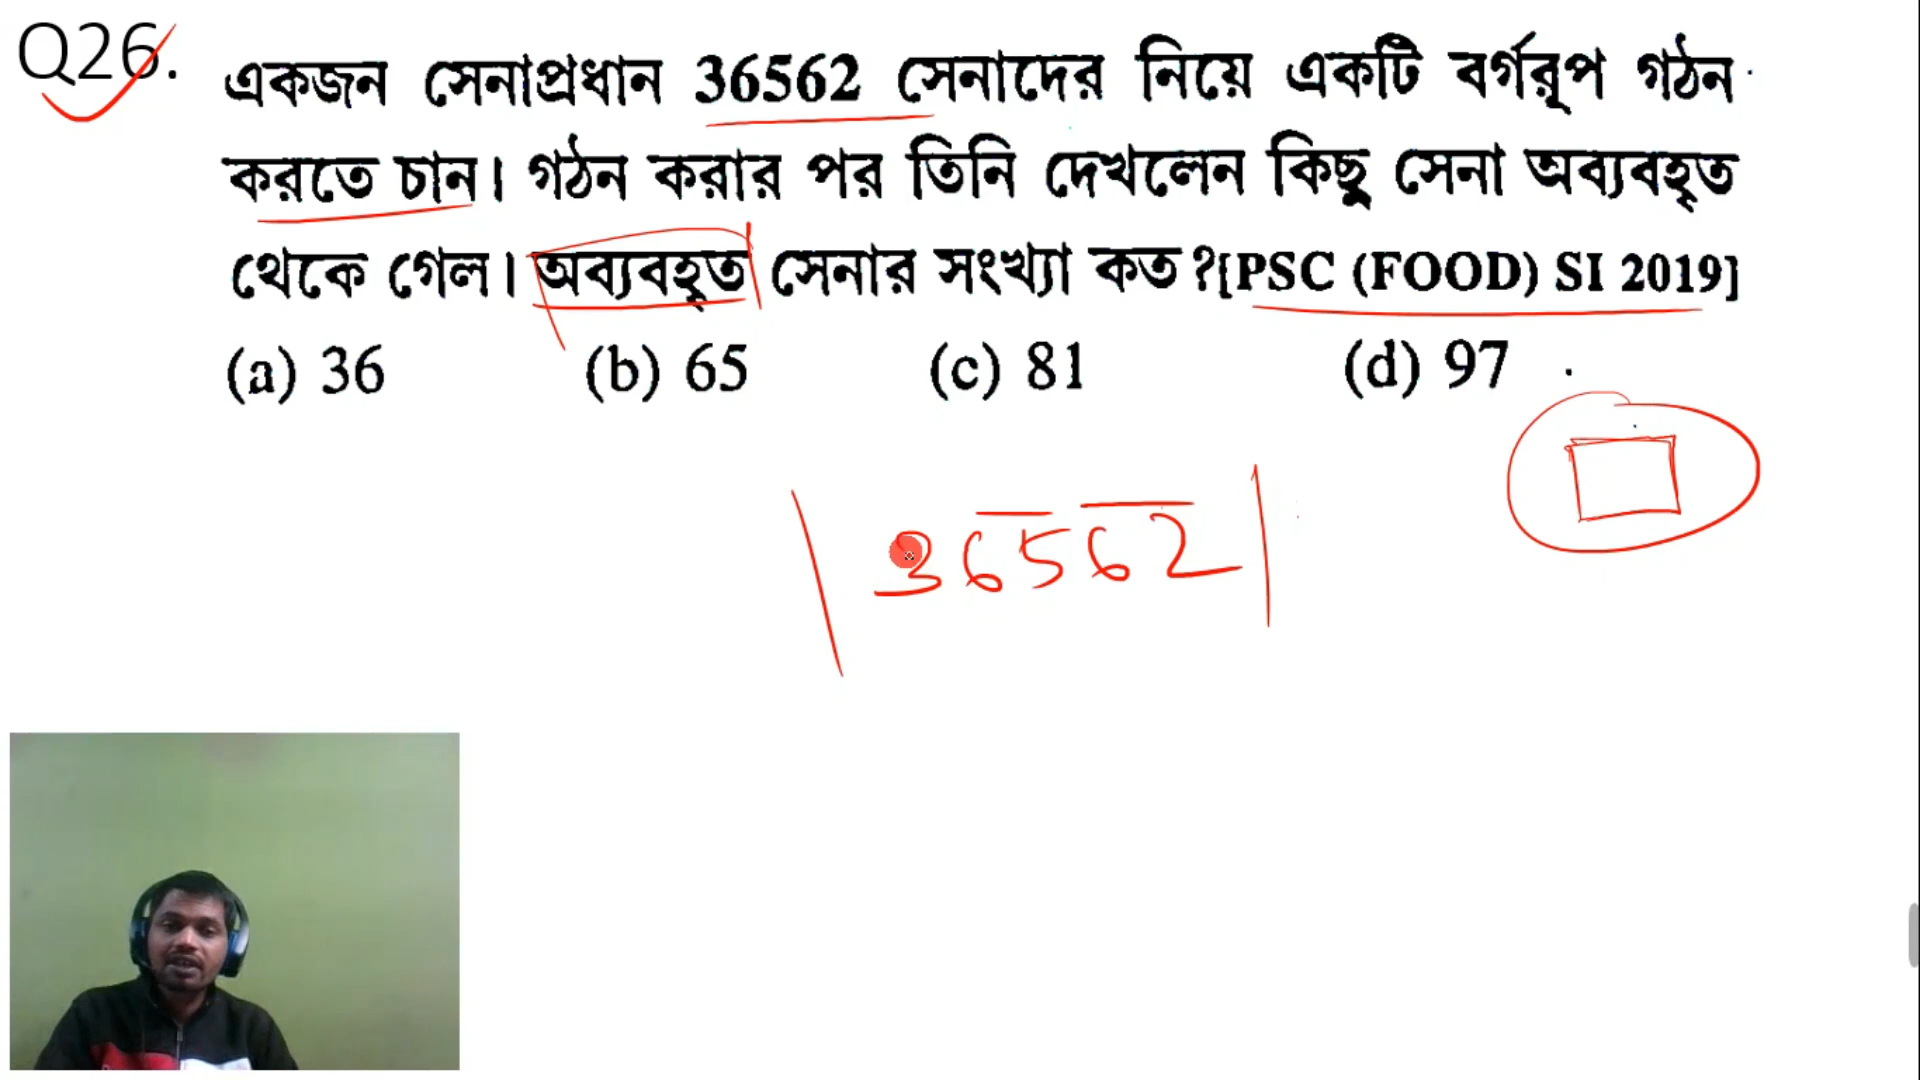 Q26.
একজন সেনাপ্রধান 36562 সেনাদের নিয়ে একটি বর্গরূপ গঠন
করতে চান। গঠন করার পর তিনি দেখলেন কিছু সেনা অব্যবহৃত
থেকে গেল। অব্যবহৃত সেনার সংখ্যা কত ?[PSC (FOOD) SI 2019]
(a) 36 (b) 65 (c) 81 (d) 97
36562